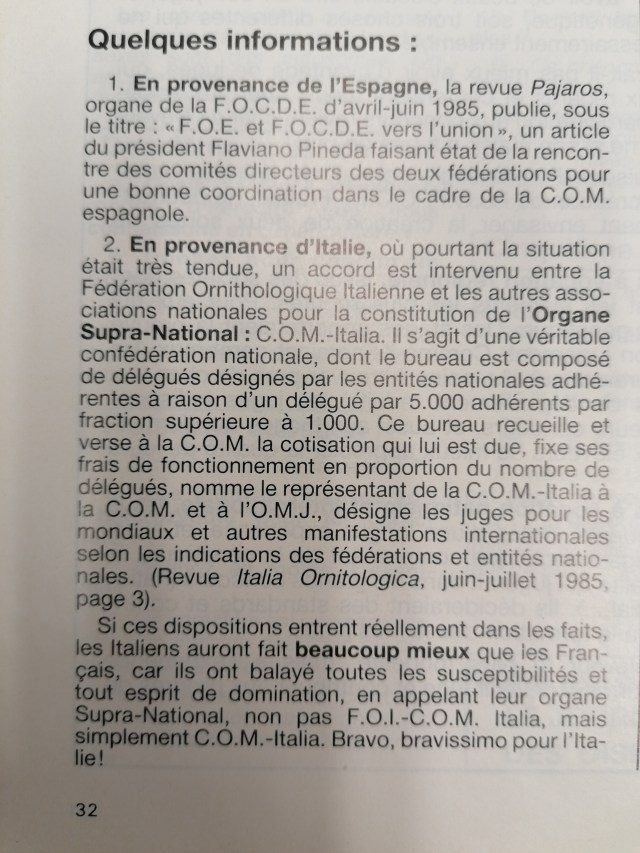 Quelques informations :
1. En provenance de l'Espagne, la revue Pajaros,
organe de la F.O.C.D.E. d'avril-juin 1985, publie, sous
le titre : « F.O.E. et F.O.C.D.E. vers l'union », un article
du président Flaviano Pineda faisant état de la rencon-
tre des comités directeurs des deux fédérations pour
une bonne coordination dans le cadre de la C.O.M.
espagnole.
2. En provenance d'Italie, où pourtant la situation
était très tendue, un accord est intervenu entre la
Fédération Ornithologique Italienne et les autres asso-
ciations nationales pour la constitution de l'Organe
Supra-National : C.O.M.-Italia. Il s'agit d'une véritable
confédération nationale, dont le bureau est composé
de délégués désignés par les entités nationales adhé-
rentes à raison d'un délégué par 5.000 adhérents par
fraction supérieure à 1.000. Ce bureau recueille et
verse à la C.O.M. la cotisation qui lui est due, fixe ses
frais de fonctionnement en proportion du nombre de
délégués, nomme le représentant de la C.O.M.-Italia à
la C.O.M. et à l'O.M.J., désigne les juges pour les
mondiaux et autres manifestations internationales
selon les indications des fédérations et entités natio-
nales. (Revue Italia Ornitologica, juin-juillet 1985,
page 3).
Si ces dispositions entrent réellement dans les faits,
les Italiens auront fait beaucoup mieux que les Fran-
çais, car ils ont balayé toutes les susceptibilités et
tout esprit de domination, en appelant leur organe
Supra-National, non pas F.O.I.-C.O.M. Italia, mais
simplement C.O.M.-Italia. Bravo, bravissimo pour l'Ita-
lie !
32